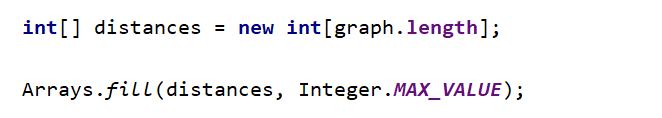 int[] distances = new int[graph.length];
Arrays.fill(distances, Integer.MAX_VALUE);